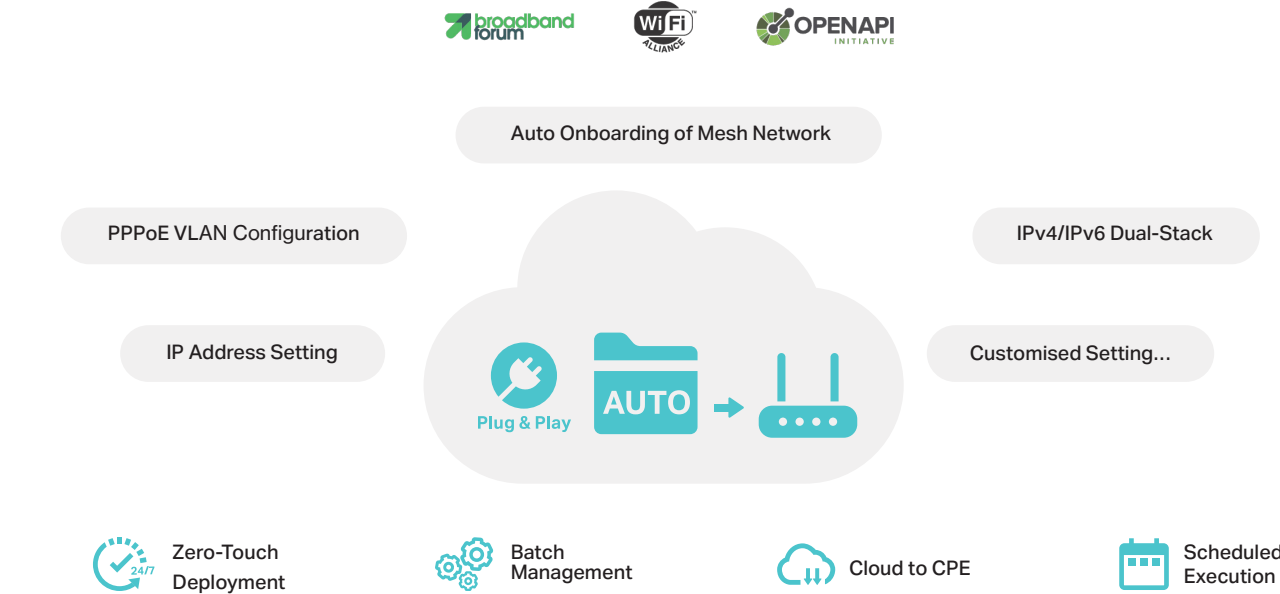 broadband
forum
Wi Fi™
ALLIANCE
OPENAPI
INITIATIVE
Auto Onboarding of Mesh Network
PPPoE VLAN Configuration
IPv4/IPv6 Dual-Stack
IP Address Setting
Customised Setting...
AUTO
Plug & Play
Zero-Touch
Deployment
24/7
Batch
Management
Cloud to CPE
Scheduled
Execution